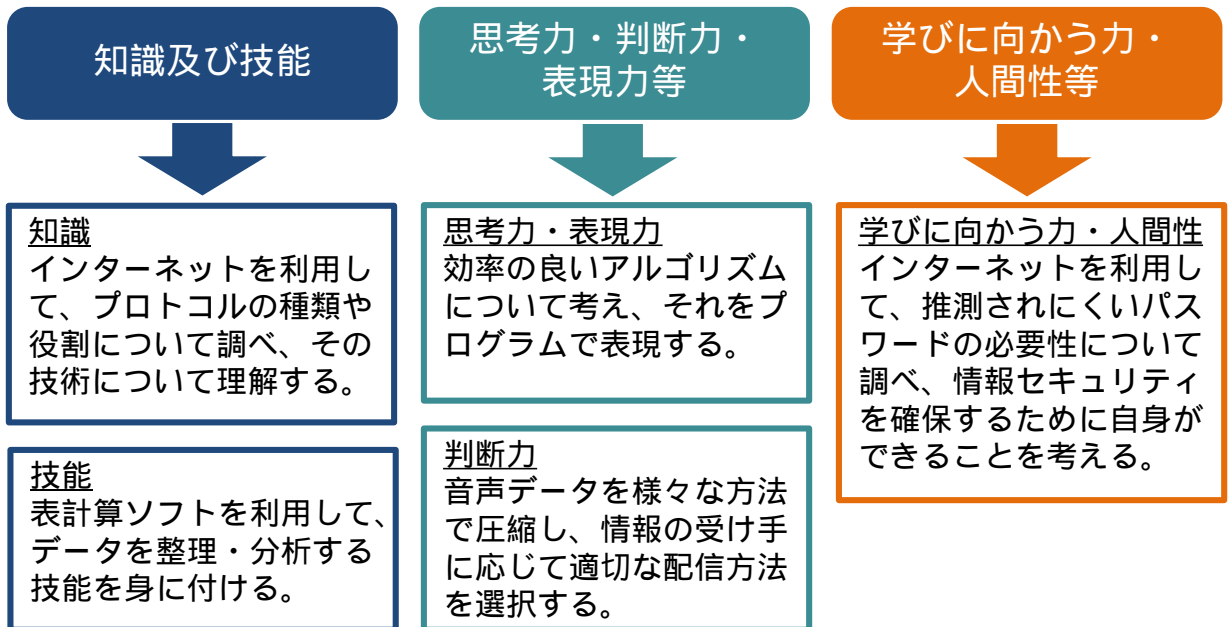 知識及び技能
思考力・判断力・
表現力等
学びに向かう力・
人間性等
知識
インターネットを利用し
て、プロトコルの種類や
役割について調べ、その
技術について理解する。
技能
表計算ソフトを利用して、
データを整理・分析する
技能を身に付ける。
思考力・表現力
効率の良いアルゴリズム
について考え、それをプ
ログラムで表現する。
判断力
音声データを様々な方法
で圧縮し、情報の受け手
に応じて適切な配信方法
を選択する。
学びに向かう力・人間性
インターネットを利用し
て、推測されにくいパス
ワードの必要性について
調べ、情報セキュリティ
を確保するために自身が
できることを考える。